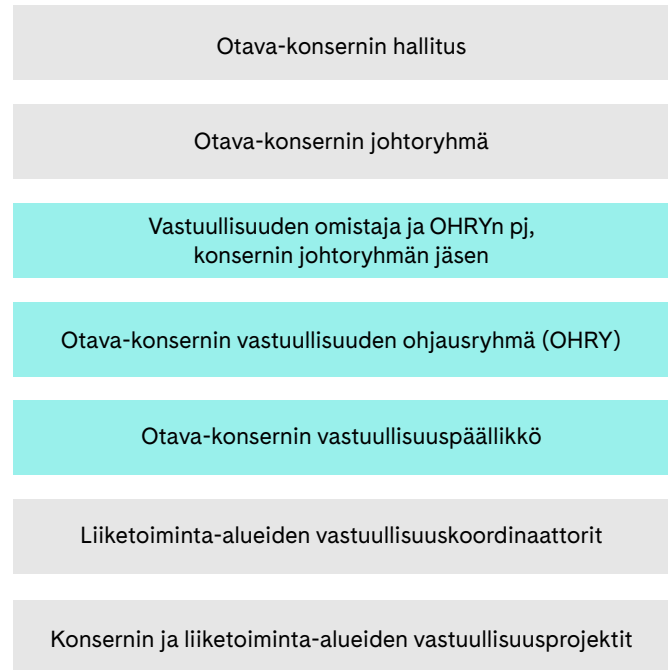 Otava-konsernin hallitus
Otava-konsernin johtoryhmä
Vastuullisuuden omistaja ja OHRYn pj,
konsernin johtoryhmän jäsen
Otava-konsernin vastuullisuuden ohjausryhmä (OHRY)
Otava-konsernin vastuullisuuspäällikkö
Liiketoiminta-alueiden vastuullisuuskoordinaattorit
Konsernin ja liiketoiminta-alueiden vastuullisuusprojektit